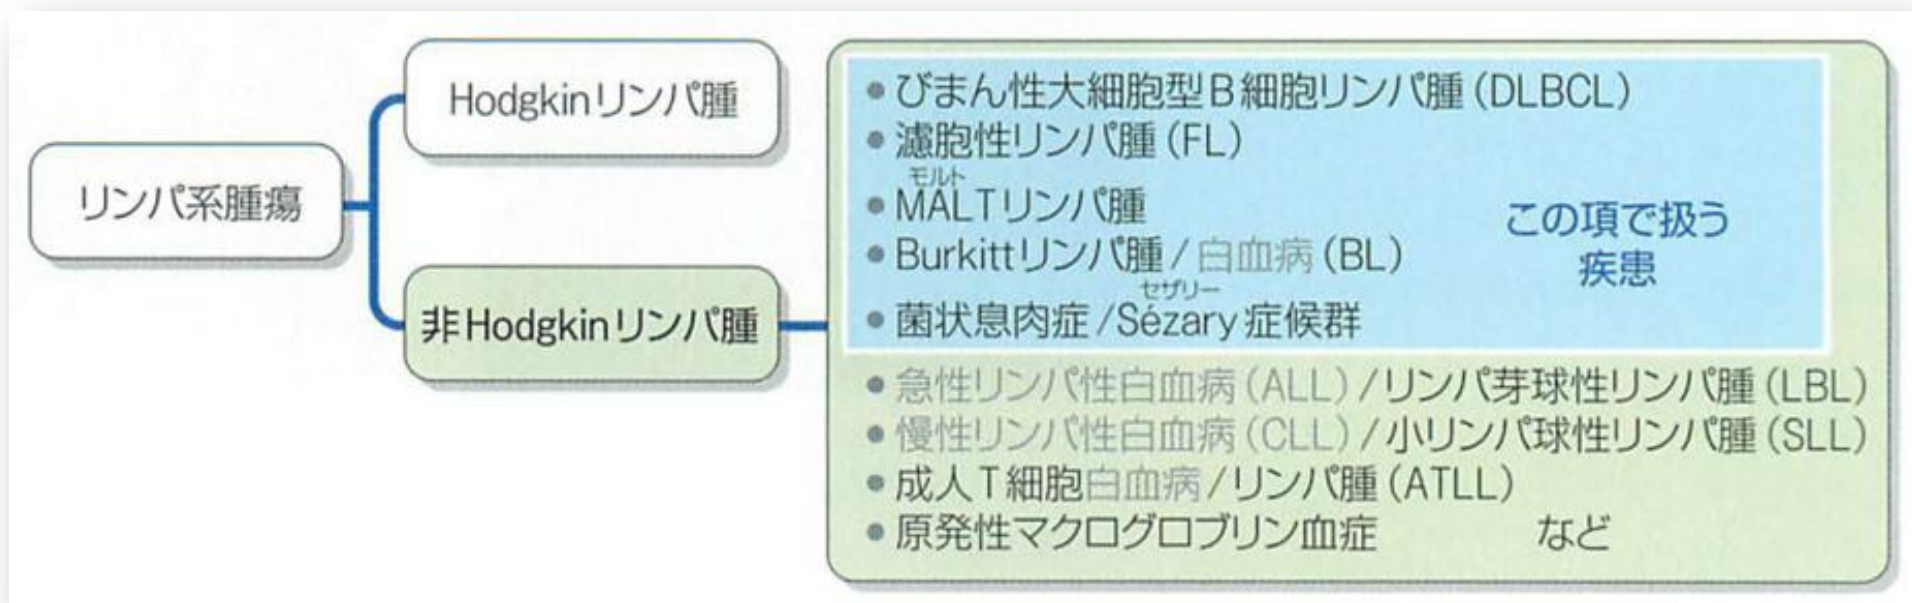 リンパ系腫瘍
Hodgkinリンパ腫
非Hodgkinリンパ腫
• びまん性大細胞型B細胞リンパ腫(DLBCL)
• 濾胞性リンパ腫(FL)
モルト
• MALTリンパ腫
• Burkittリンパ腫/白血病(BL)
セザリー
• 菌状息肉症/Sézary症候群
この項で扱う
疾患
• 急性リンパ性白血病(ALL)/リンパ芽球性リンパ腫(LBL)
• 慢性リンパ性白血病(CLL)/小リンパ球性リンパ腫(SLL)
• 成人T細胞白血病/リンパ腫(ATLL)
• 原発性マクログロブリン血症 など